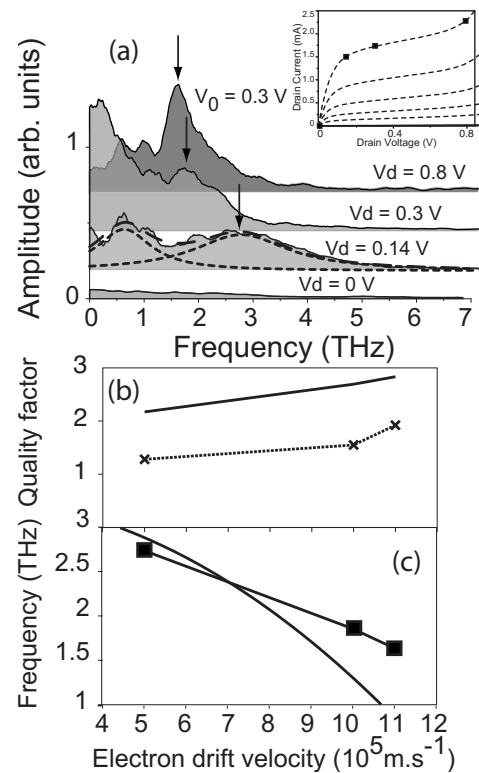 (a)
V0 = 0.3 V
Drain Current (mA)
2.5
2.0
1.5
1.0
0.5
0
0
0.4
0.8
Drain Voltage (V)
Amplitude (arb. units)
1
0
Vd = 0.8 V
Vd = 0.3 V
Vd = 0.14 V
Vd = 0 V
0 1 2 3 4 5 6 7
Frequency (THz)
(b)
Quality factor
3
2
1
3
(c)
Frequency (THz)
2.5
2
1.5
1
4 5 6 7 8 9 10 11 12
Electron drift velocity (10^5 m.s^-1)